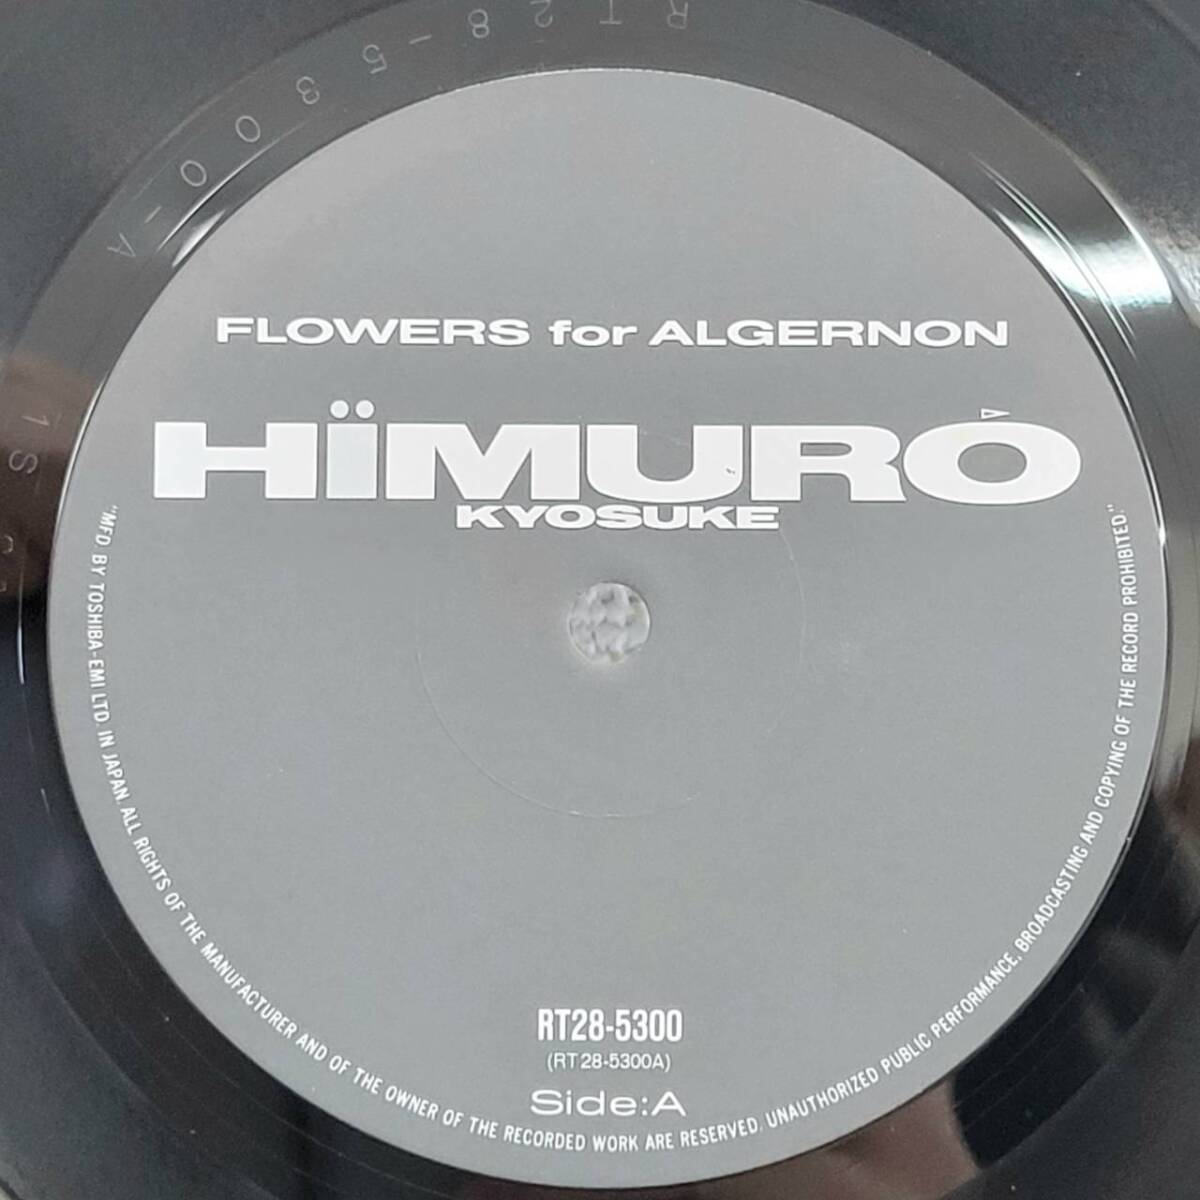 RT28-5300-A
1S
FLOWERS for ALGERNON
HÏMURÓ
KYOSUKE
RT28-5300
(RT28-5300A)
Side:A
"MFD. BY TOSHIBA-EMI LTD. IN JAPAN. ALL RIGHTS OF THE MANUFACTURER AND OF THE OWNER OF THE RECORDED WORK ARE RESERVED. UNAUTHORIZED PUBLIC PERFORMANCE, BROADCASTING AND COPYING OF THE RECORD PROHIBITED."